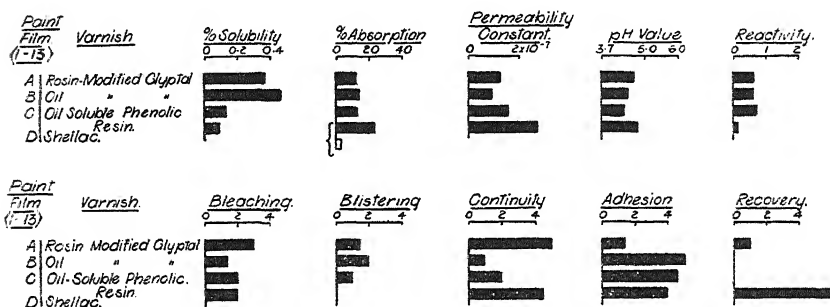 Paint Film (1-13) Varnish
% Solubility
0 0.2 0.4
% Absorption
0 20 40
Permeability Constant.
0 2x10⁻⁷
pH Value
3.7 5.0 6.0
Reactivity.
0 1 2
A Rosin-Modified Glyptal
B Oil " "
C Oil Soluble Phenolic Resin.
D Shellac.
Paint Film (1-13) Varnish.
Bleaching.
0 2 4
Blistering
0 2 4
Continuity
0 2 4
Adhesion
0 2 4
Recovery.
0 2 4
A Rosin Modified Glyptal
B Oil " "
C Oil-Soluble Phenolic. Resin.
D Shellac.